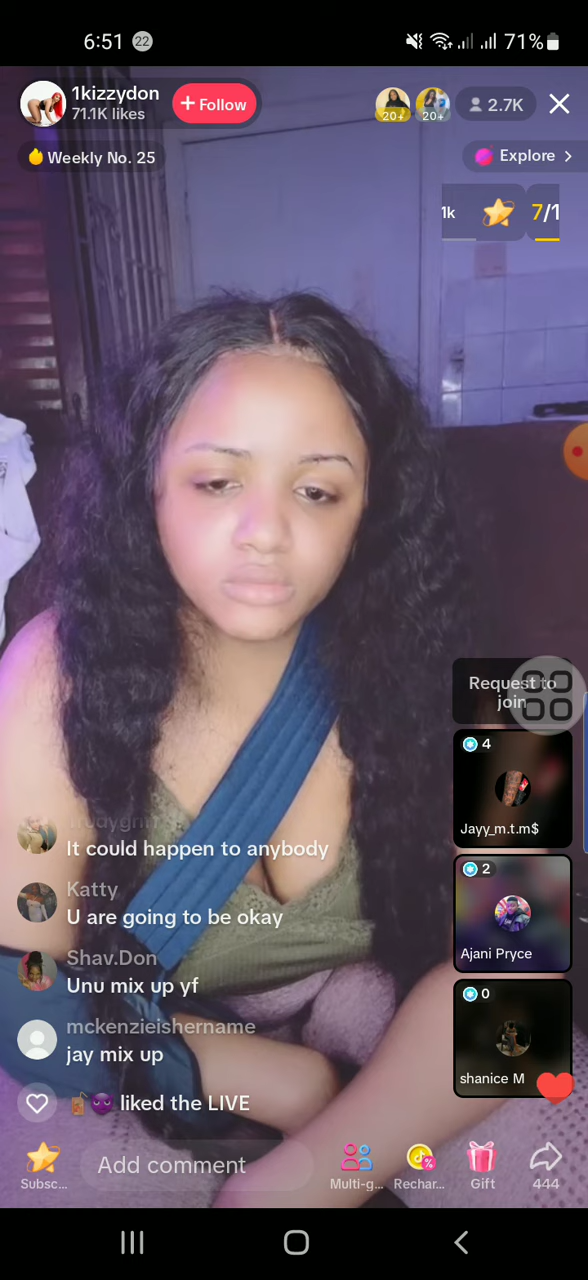 6:51
22
71%
1kizzydon
71.1K likes
+ Follow
20+
20+
2.7K
Weekly No. 25
Explore
1k
7/1
Request to
join
4
Jayy_m.t.m$
2
Ajani Pryce
0
shanice M
It could happen to anybody
Katty
U are going to be okay
Shav.Don
Unu mix up yf
mckenzieishername
jay mix up
liked the LIVE
Subsc...
Add comment
Multi-g...
Rechar...
Gift
444